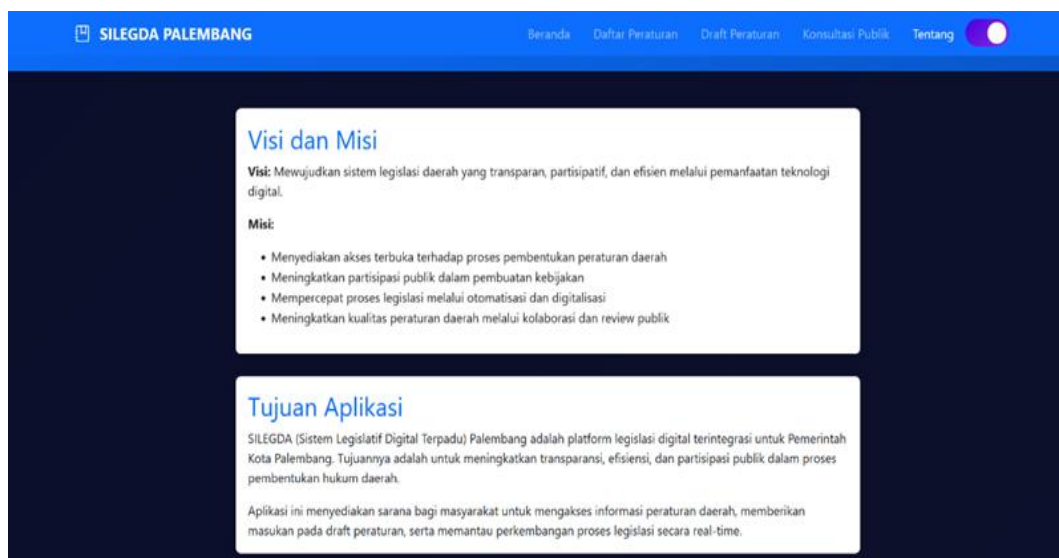 SILEGDA PALEMBANG
Beranda Daftar Peraturan Draft Peraturan Konsultasi Publik Tentang
Visi dan Misi
Visi: Mewujudkan sistem legislasi daerah yang transparan, partisipatif, dan efisien melalui pemanfaatan teknologi
digital.
Misi:
• Menyediakan akses terbuka terhadap proses pembentukan peraturan daerah
• Meningkatkan partisipasi publik dalam pembuatan kebijakan
• Mempercepat proses legislasi melalui otomatisasi dan digitalisasi
• Meningkatkan kualitas peraturan daerah melalui kolaborasi dan review publik
Tujuan Aplikasi
SILEGDA (Sistem Legislatif Digital Terpadu) Palembang adalah platform legislasi digital terintegrasi untuk Pemerintah
Kota Palembang. Tujuannya adalah untuk meningkatkan transparansi, efisiensi, dan partisipasi publik dalam proses
pembentukan hukum daerah.
Aplikasi ini menyediakan sarana bagi masyarakat untuk mengakses informasi peraturan daerah, memberikan
masukan pada draft peraturan, serta memantau perkembangan proses legislasi secara real-time.